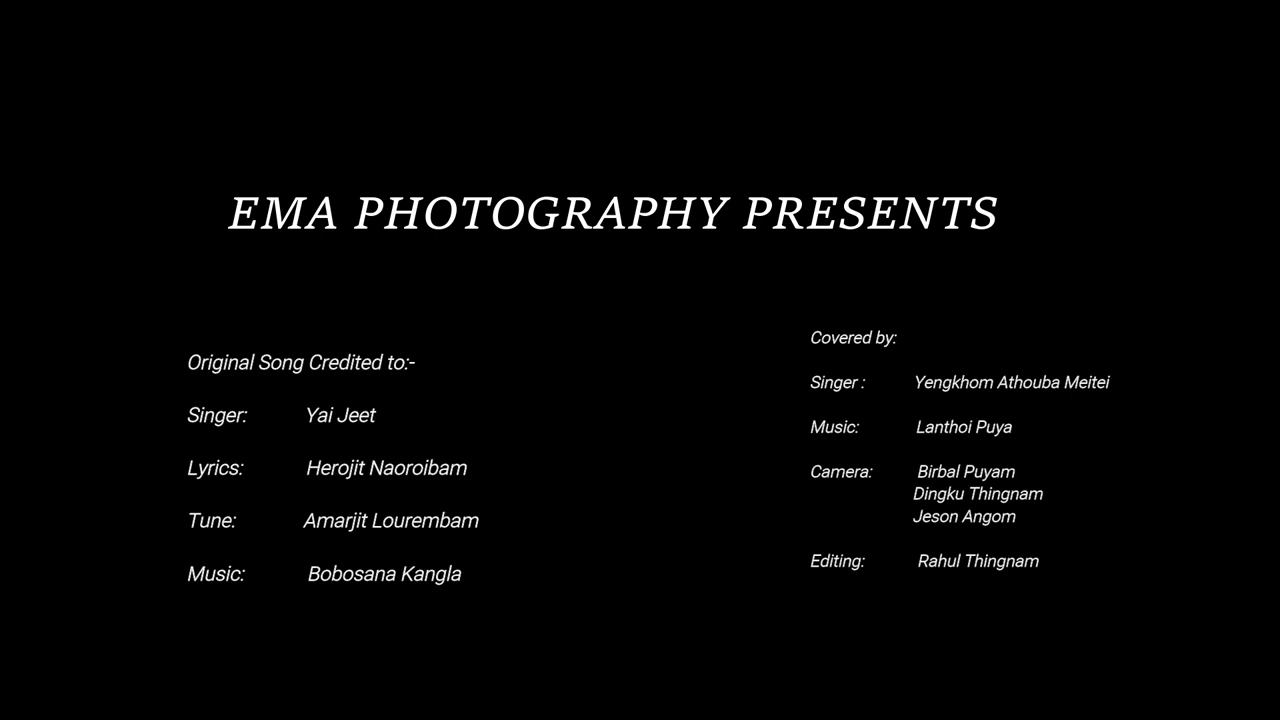 EMA PHOTOGRAPHY PRESENTS
Original Song Credited to:-
Singer: Yai Jeet
Lyrics: Herojit Naoroibam
Tune: Amarjit Lourembam
Music: Bobosana Kangla
Covered by:
Singer : Yengkhom Athouba Meitei
Music: Lanthoi Puya
Camera: Birbal Puyam
Dingku Thingnam
Jeson Angom
Editing: Rahul Thingnam